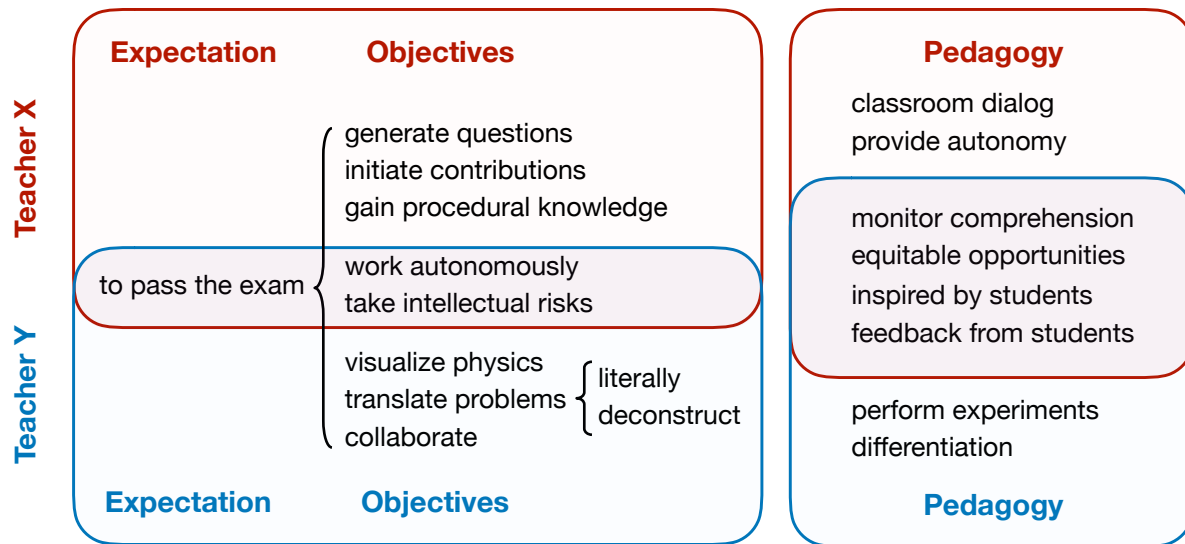 Teacher X
Expectation
Objectives
generate questions
initiate contributions
gain procedural knowledge
to pass the exam
work autonomously
take intellectual risks
Teacher Y
visualize physics
translate problems
collaborate
literally
deconstruct
Expectation
Objectives
Pedagogy
classroom dialog
provide autonomy
monitor comprehension
equitable opportunities
inspired by students
feedback from students
perform experiments
differentiation
Pedagogy